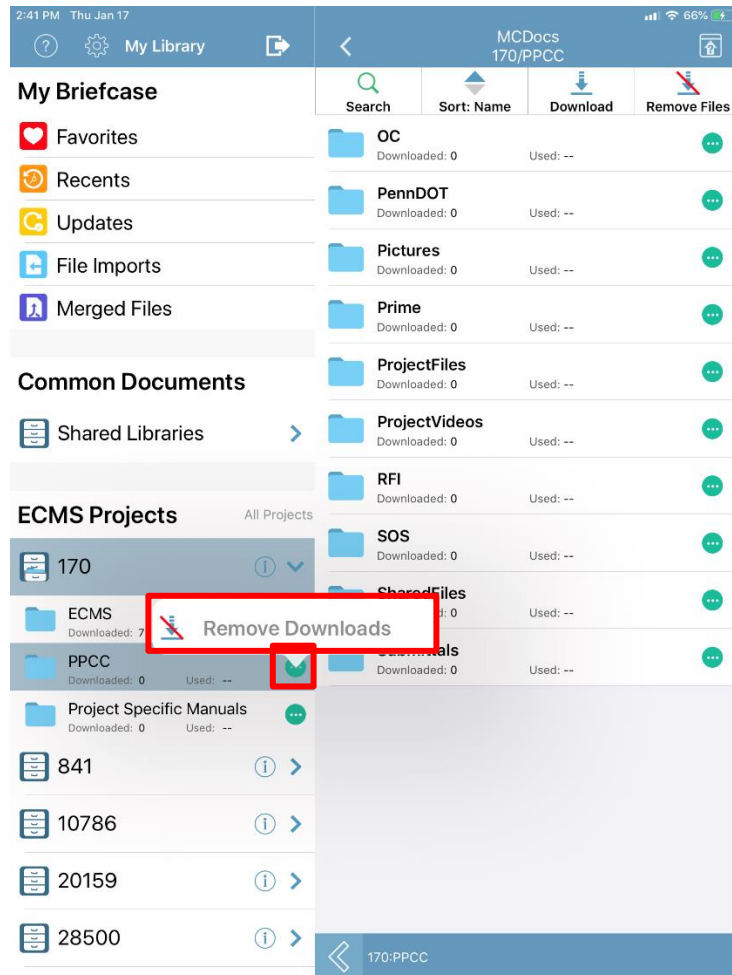 2:41 PM Thu Jan 17
66%
My Library
My Briefcase
Favorites
Recents
Updates
File Imports
Merged Files
Common Documents
Shared Libraries
ECMS Projects All Projects
170
ECMS
Downloaded: 7
Remove Downloads
PPCC
Downloaded: 0 Used: --
Project Specific Manuals
Downloaded: 0 Used: --
841
10786
20159
28500
MCDocs
170/PPCC
Search Sort: Name Download Remove Files
OC
Downloaded: 0 Used: --
PennDOT
Downloaded: 0 Used: --
Pictures
Downloaded: 0 Used: --
Prime
Downloaded: 0 Used: --
ProjectFiles
Downloaded: 0 Used: --
ProjectVideos
Downloaded: 0 Used: --
RFI
Downloaded: 0 Used: --
SOS
Downloaded: 0 Used: --
SharedFiles
d: 0 Used: --
Submittals
Downloaded: 0 Used: --
170:PPCC